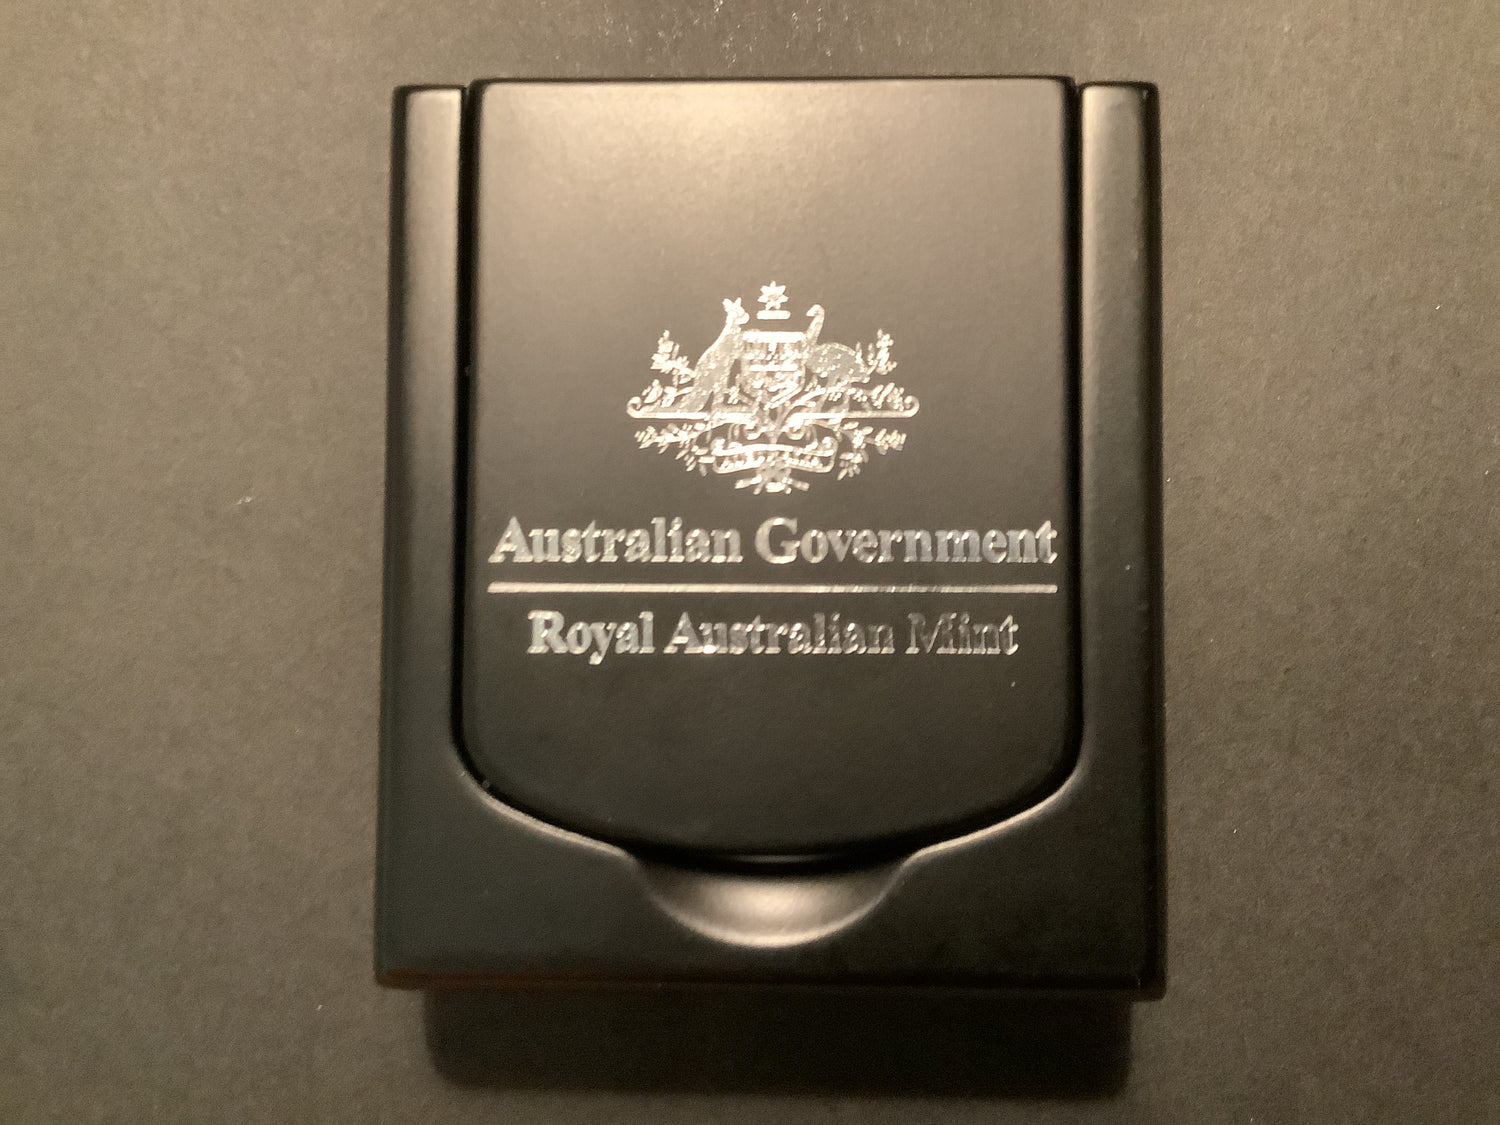 Australian Government
Royal Australian Mint